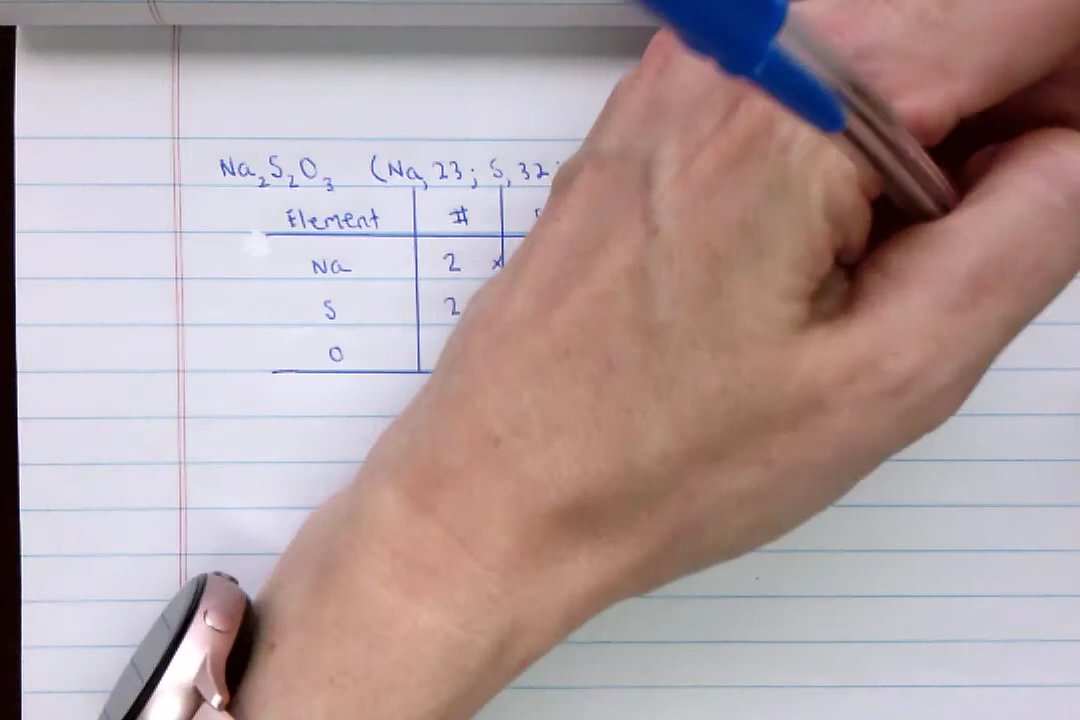 Na₂S₂O₃ (Na, 23; S, 32;
Element #
Na 2 x
S 2
O